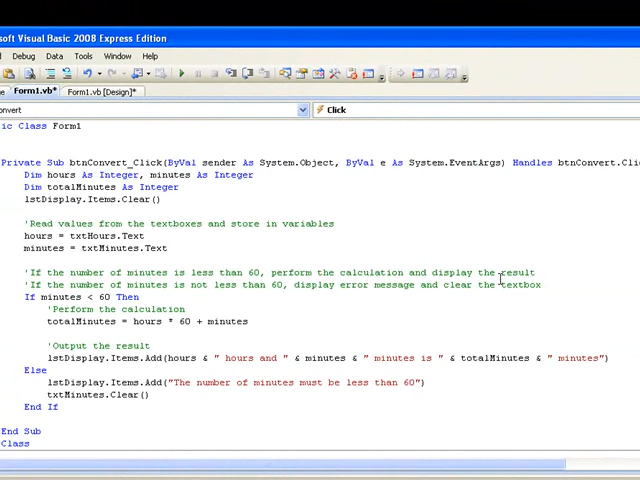 soft Visual Basic 2008 Express Edition
Debug Data Tools Window Help
Form1.vb* Form1.vb [Design]*
onvert Click
ic Class Form1
Private Sub btnConvert_Click(ByVal sender As System.Object, ByVal e As System.EventArgs) Handles btnConvert.Clic
Dim hours As Integer, minutes As Integer
Dim totalMinutes As Integer
lstDisplay.Items.Clear()
'Read values from the textboxes and store in variables
hours = txtHours.Text
minutes = txtMinutes.Text
'If the number of minutes is less than 60, perform the calculation and display the result
'If the number of minutes is not less than 60, display error message and clear the textbox
If minutes < 60 Then
'Perform the calculation
totalMinutes = hours * 60 + minutes
'Output the result
lstDisplay.Items.Add(hours & " hours and " & minutes & " minutes is " & totalMinutes & " minutes")
Else
lstDisplay.Items.Add("The number of minutes must be less than 60")
txtMinutes.Clear()
End If
End Sub
Class